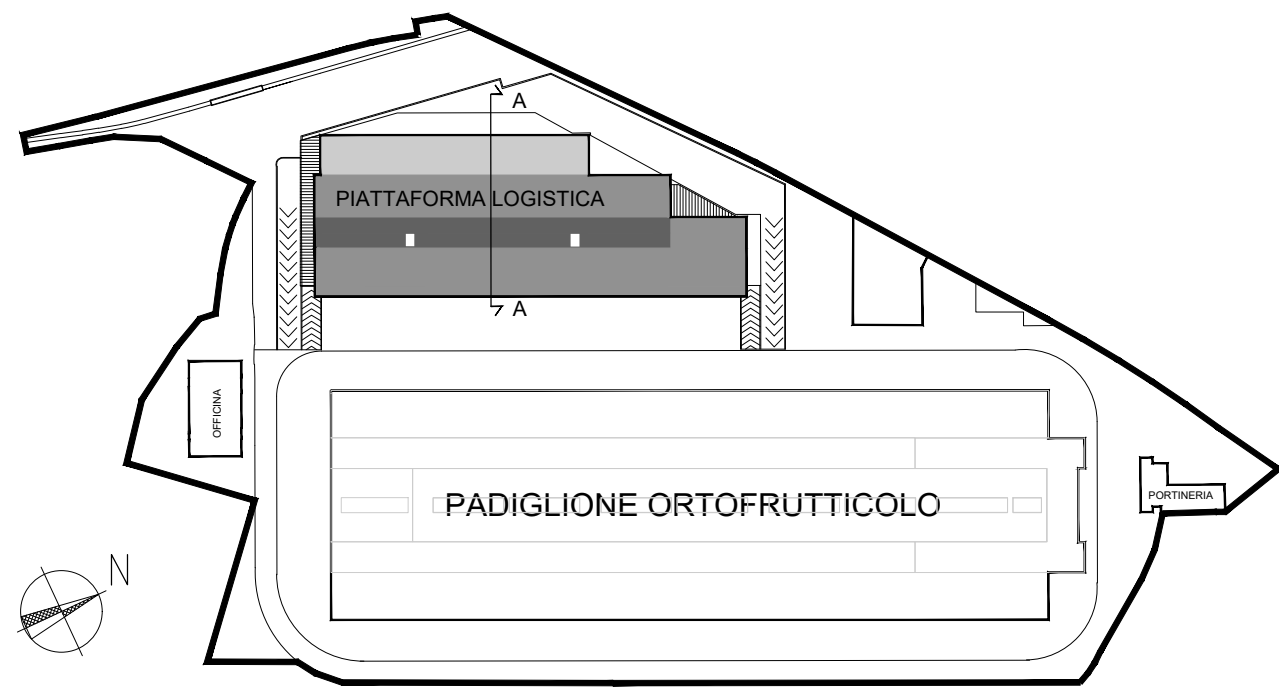 A
PIATTAFORMA LOGISTICA
A
OFFICINA
PADIGLIONE ORTOFRUTTICOLO
PORTINERIA
N